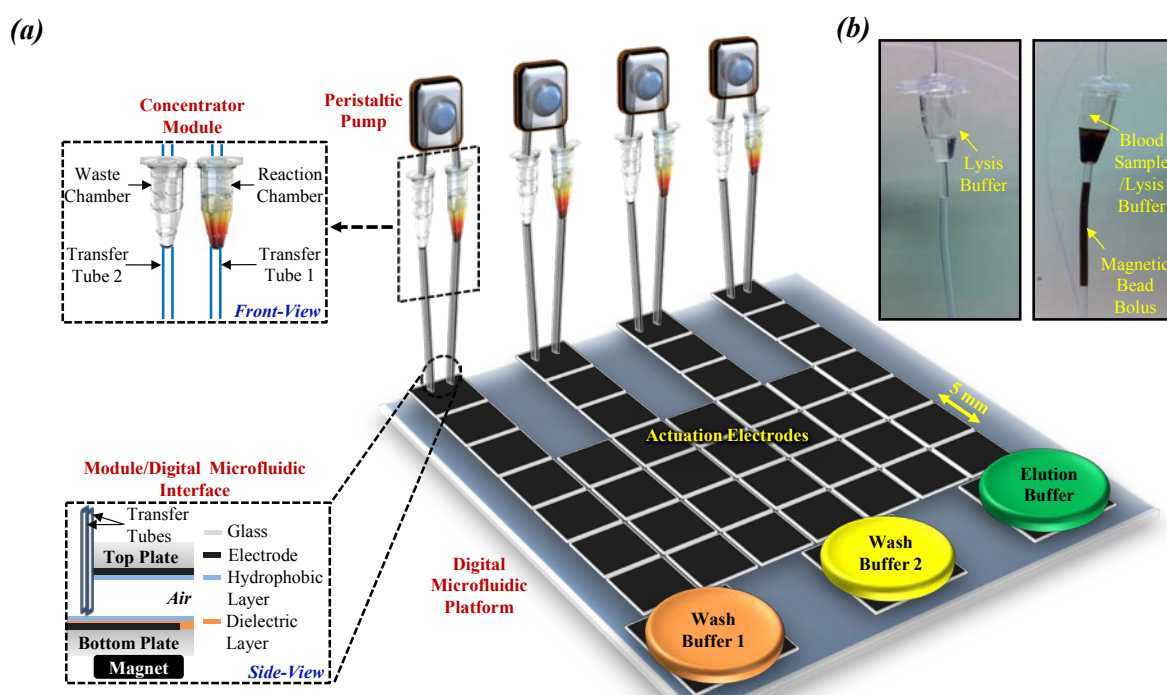 (a)
(b)
Concentrator
Module
Peristaltic
Pump
Waste
Chamber
Reaction
Chamber
Transfer
Tube 2
Transfer
Tube 1
Front-View
Lysis
Buffer
Blood
Sample
/Lysis
Buffer
Magnetic
Bead
Bolus
5 mm
Actuation Electrodes
Module/Digital Microfluidic
Interface
Transfer
Tubes
Top Plate
Air
Bottom Plate
Magnet
Glass
Electrode
Hydrophobic
Layer
Dielectric
Layer
Side-View
Digital
Microfluidic
Platform
Elution
Buffer
Wash
Buffer 2
Wash
Buffer 1